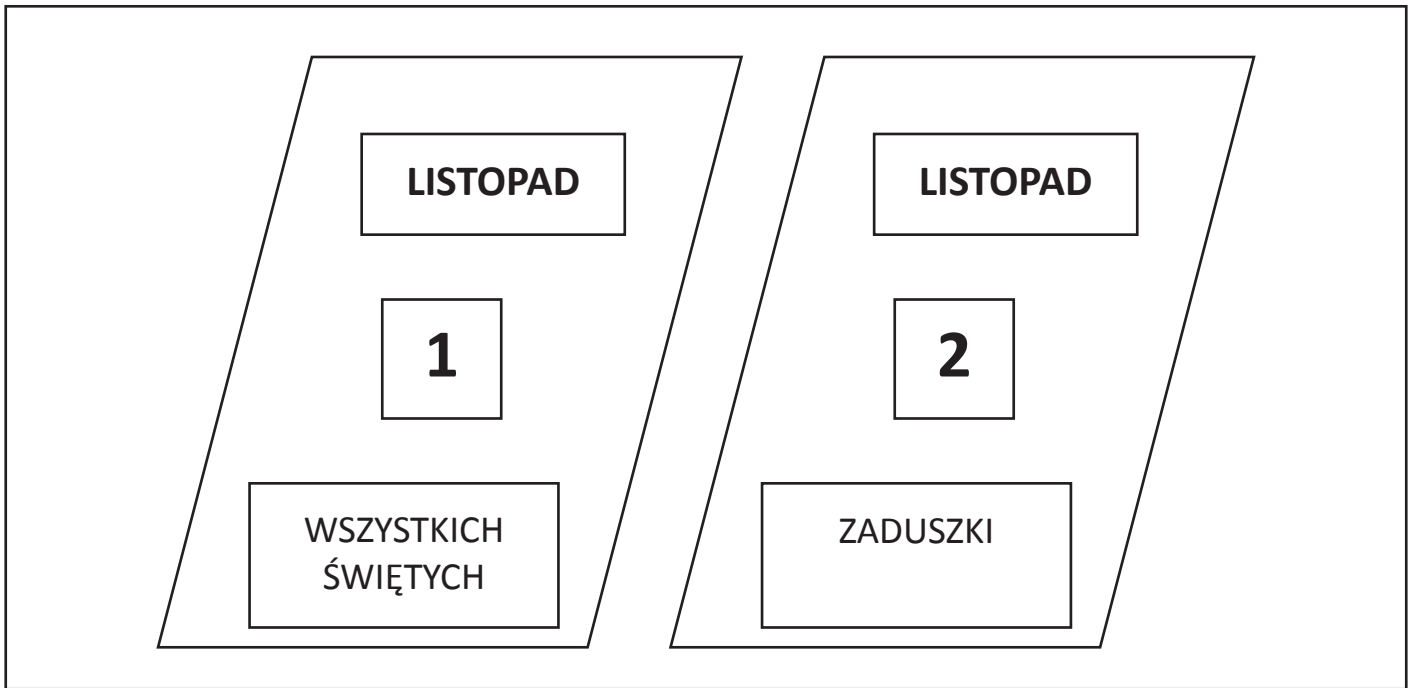 LISTOPAD
1
WSZYSTKICH
ŚWIĘTYCH
LISTOPAD
2
ZADUSZKI